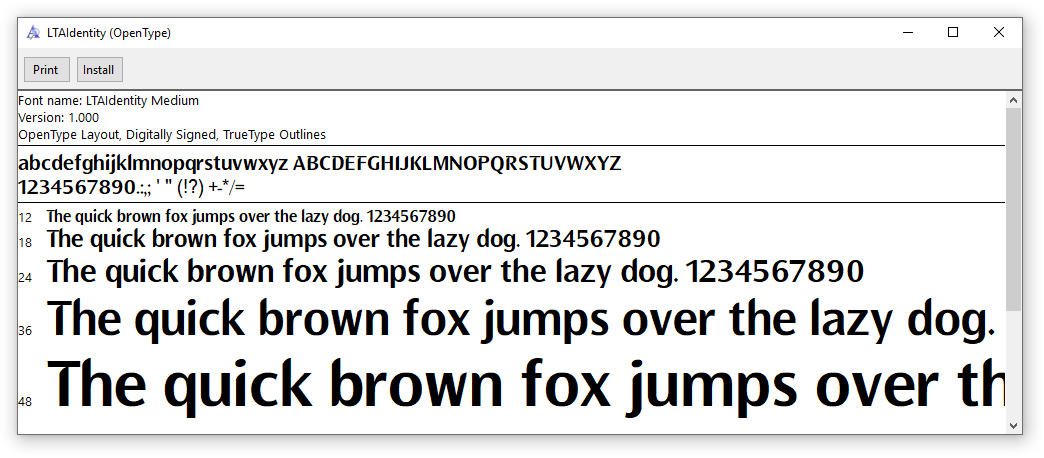 LTAIdentity (OpenType)
Print Install
Font name: LTAIdentity Medium
Version: 1.000
OpenType Layout, Digitally Signed, TrueType Outlines
abcdefghijklmnopqrstuvwxyz ABCDEFGHIJKLMNOPQRSTUVWXYZ
1234567890.:,; ' " (!?) +-*/=
12 The quick brown fox jumps over the lazy dog. 1234567890
18 The quick brown fox jumps over the lazy dog. 1234567890
24 The quick brown fox jumps over the lazy dog. 1234567890
36 The quick brown fox jumps over the lazy dog.
48 The quick brown fox jumps over th